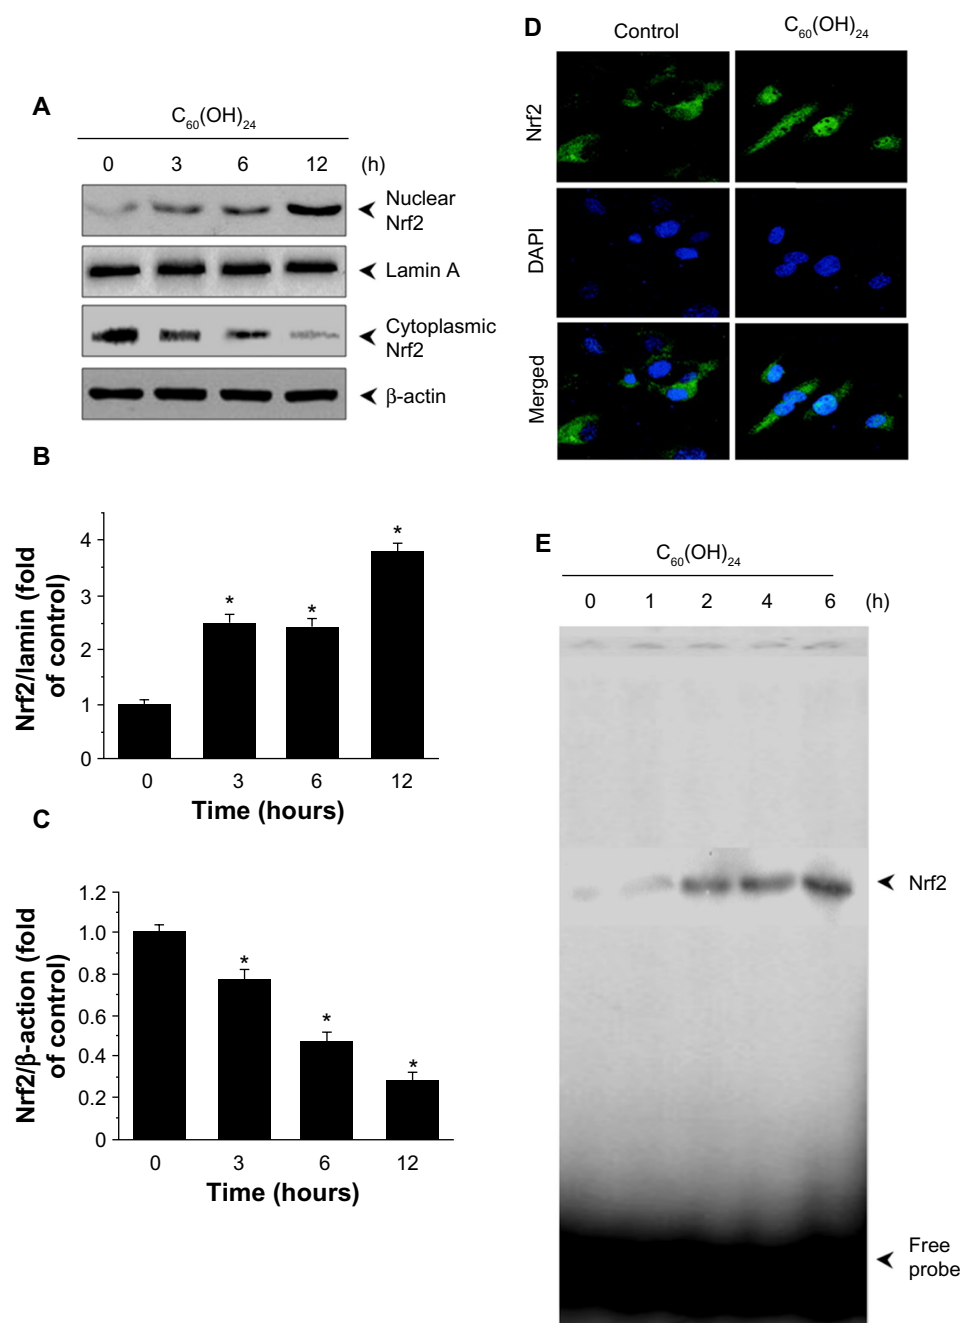 A
C60(OH)24
0 3 6 12 (h)
Nuclear
Nrf2
Lamin A
Cytoplasmic
Nrf2
β-actin
B
Nrf2/lamin (fold
of control)
4
3
2
1
0
*
*
*
0 3 6 12
Time (hours)
C
Nrf2/β-action (fold
of control)
1.2
1.0
0.8
0.6
0.4
0.2
0
*
*
*
0 3 6 12
Time (hours)
D
Control C60(OH)24
Nrf2
DAPI
Merged
E
C60(OH)24
0 1 2 4 6 (h)
Nrf2
Free
probe